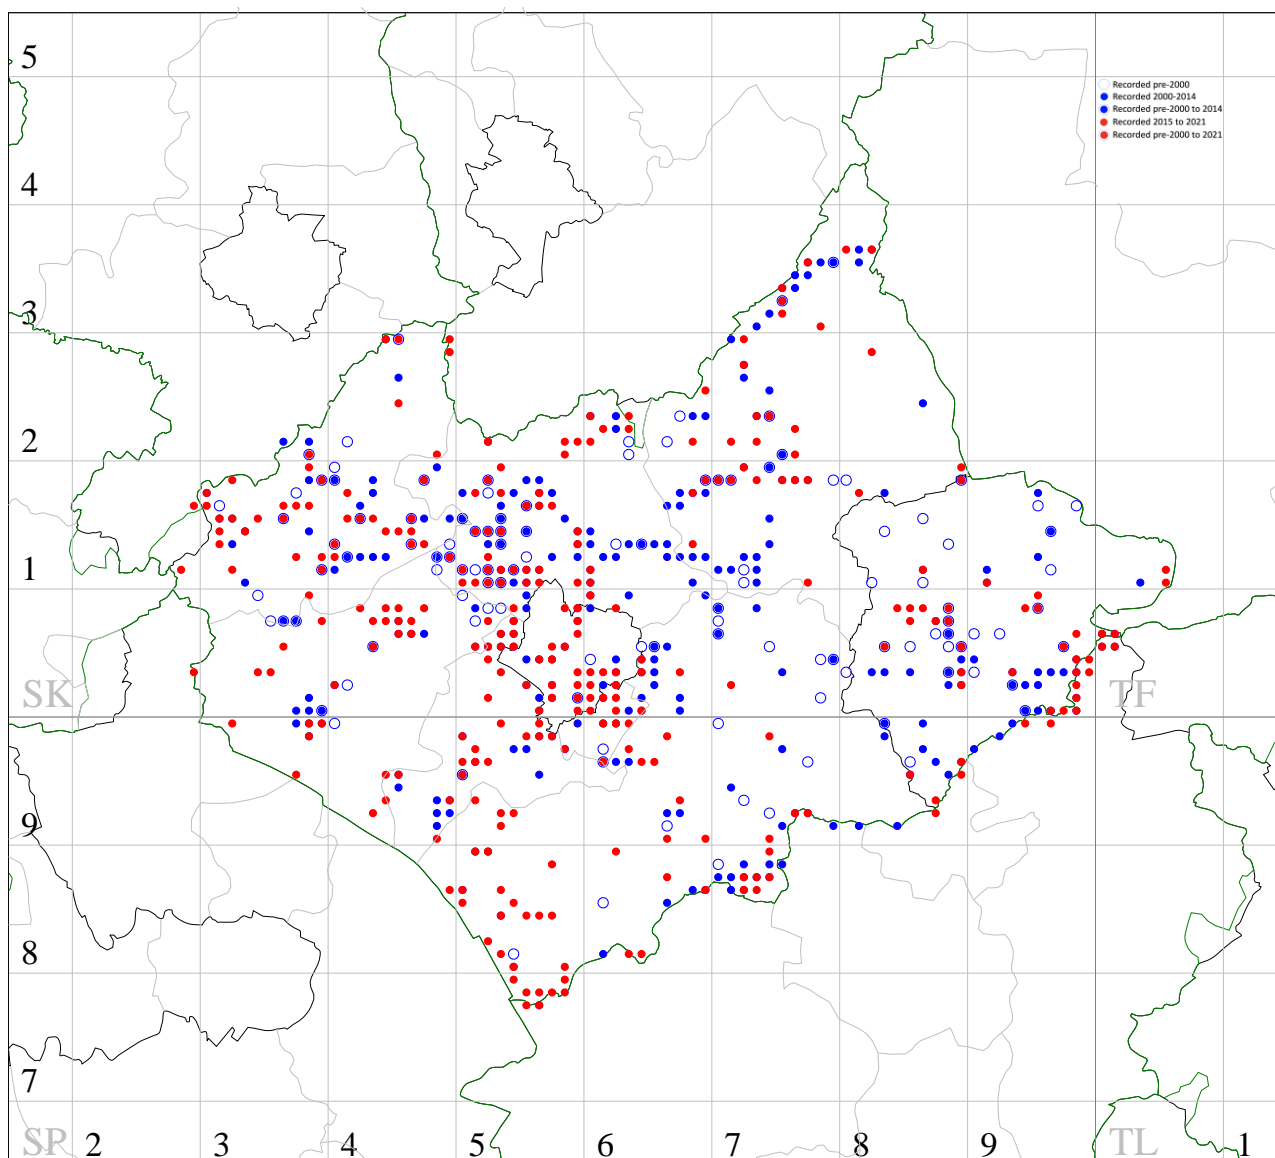 5
Recorded pre-2000
Recorded 2000-2014
Recorded pre-2000 to 2014
Recorded 2015 to 2021
Recorded pre-2000 to 2021
4
3
2
1
SK TF
9
8
7
SP 2 3 4 5 6 7 8 9 TL 1